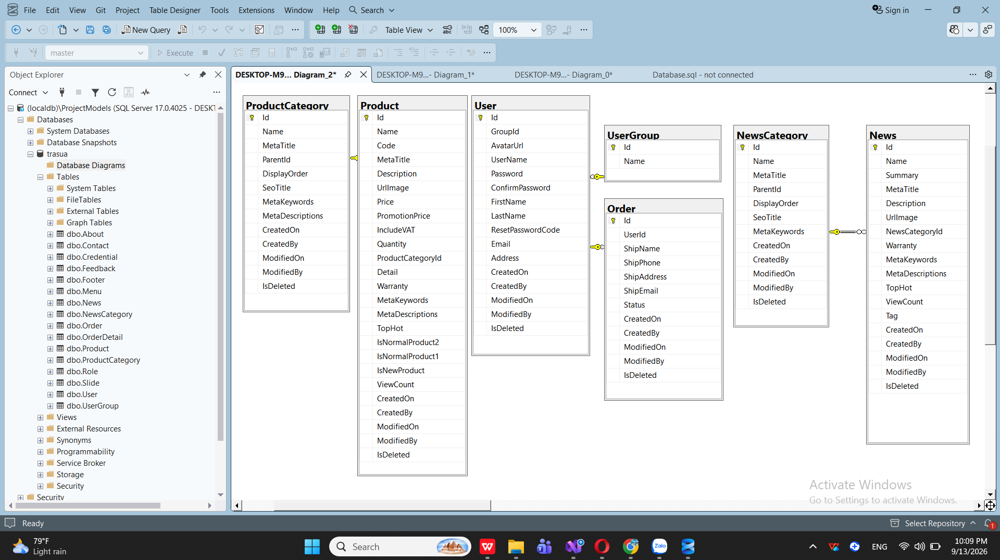 File Edit View Git Project Table Designer Tools Extensions Window Help Search Sign in
New Query Table View 100%
master Execute
Object Explorer
DESKTOP-M9... Diagram_2* DESKTOP-M9...- Diagram_1* DESKTOP-M9...- Diagram_0* Database.sql - not connected
Connect
(localdb)\ProjectModels (SQL Server 17.0.4025 - DESKT
Databases
System Databases
Database Snapshots
trasua
Database Diagrams
Tables
System Tables
FileTables
External Tables
Graph Tables
dbo.About
dbo.Contact
dbo.Credential
dbo.Feedback
dbo.Footer
dbo.Menu
dbo.News
dbo.NewsCategory
dbo.Order
dbo.OrderDetail
dbo.Product
dbo.ProductCategory
dbo.Role
dbo.Slide
dbo.User
dbo.UserGroup
Views
External Resources
Synonyms
Programmability
Service Broker
Storage
Security
Security
ProductCategory
Id
Name
MetaTitle
ParentId
DisplayOrder
SeoTitle
MetaKeywords
MetaDescriptions
CreatedOn
CreatedBy
ModifiedOn
ModifiedBy
IsDeleted
Product
Id
Name
Code
MetaTitle
Description
UrlImage
Price
PromotionPrice
IncludeVAT
Quantity
ProductCategoryId
Detail
Warranty
MetaKeywords
MetaDescriptions
TopHot
IsNormalProduct2
IsNormalProduct1
IsNewProduct
ViewCount
CreatedOn
CreatedBy
ModifiedOn
ModifiedBy
IsDeleted
User
Id
GroupId
AvatarUrl
UserName
Password
ConfirmPassword
FirstName
LastName
ResetPasswordCode
Email
Address
CreatedOn
CreatedBy
ModifiedOn
ModifiedBy
IsDeleted
UserGroup
Id
Name
Order
Id
UserId
ShipName
ShipPhone
ShipAddress
ShipEmail
Status
CreatedOn
CreatedBy
ModifiedOn
ModifiedBy
IsDeleted
NewsCategory
Id
Name
MetaTitle
ParentId
DisplayOrder
SeoTitle
MetaKeywords
CreatedOn
CreatedBy
ModifiedOn
ModifiedBy
IsDeleted
News
Id
Name
Summary
MetaTitle
Description
UrlImage
NewsCategoryId
Warranty
MetaKeywords
MetaDescriptions
TopHot
ViewCount
Tag
CreatedOn
CreatedBy
ModifiedOn
ModifiedBy
IsDeleted
Activate Windows
Go to Settings to activate Windows.
Ready
Select Repository
1
79°F
Light rain
Search
Zalo
ENG
10:09 PM
9/13/2026